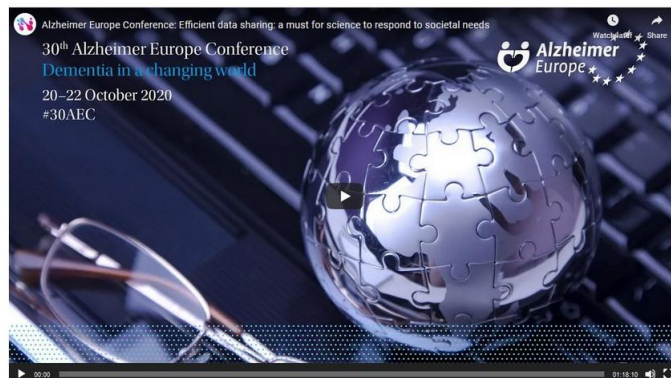 Alzheimer Europe Conference: Efficient data sharing: a must for science to respond to societal needs
Watch later
Share
30th Alzheimer Europe Conference
Dementia in a changing world
20–22 October 2020
#30AEC
Alzheimer
Europe
00:00
01:18:10